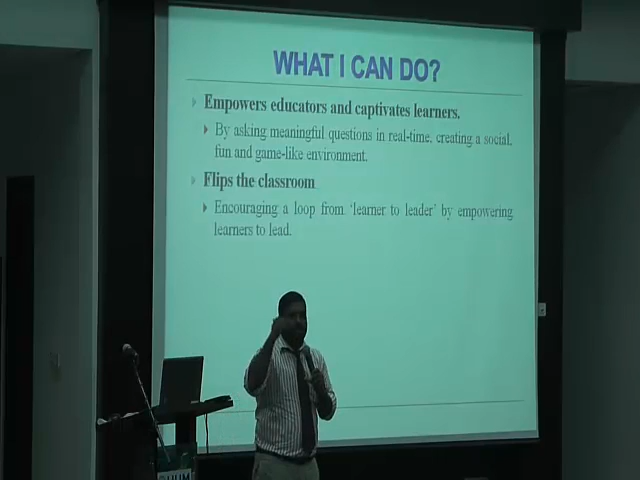 WHAT I CAN DO?
Empowers educators and captivates learners.
By asking meaningful questions in real-time, creating a social,
fun and game-like environment.
Flips the classroom
Encouraging a loop from ‘learner to leader’ by empowering
learners to lead.